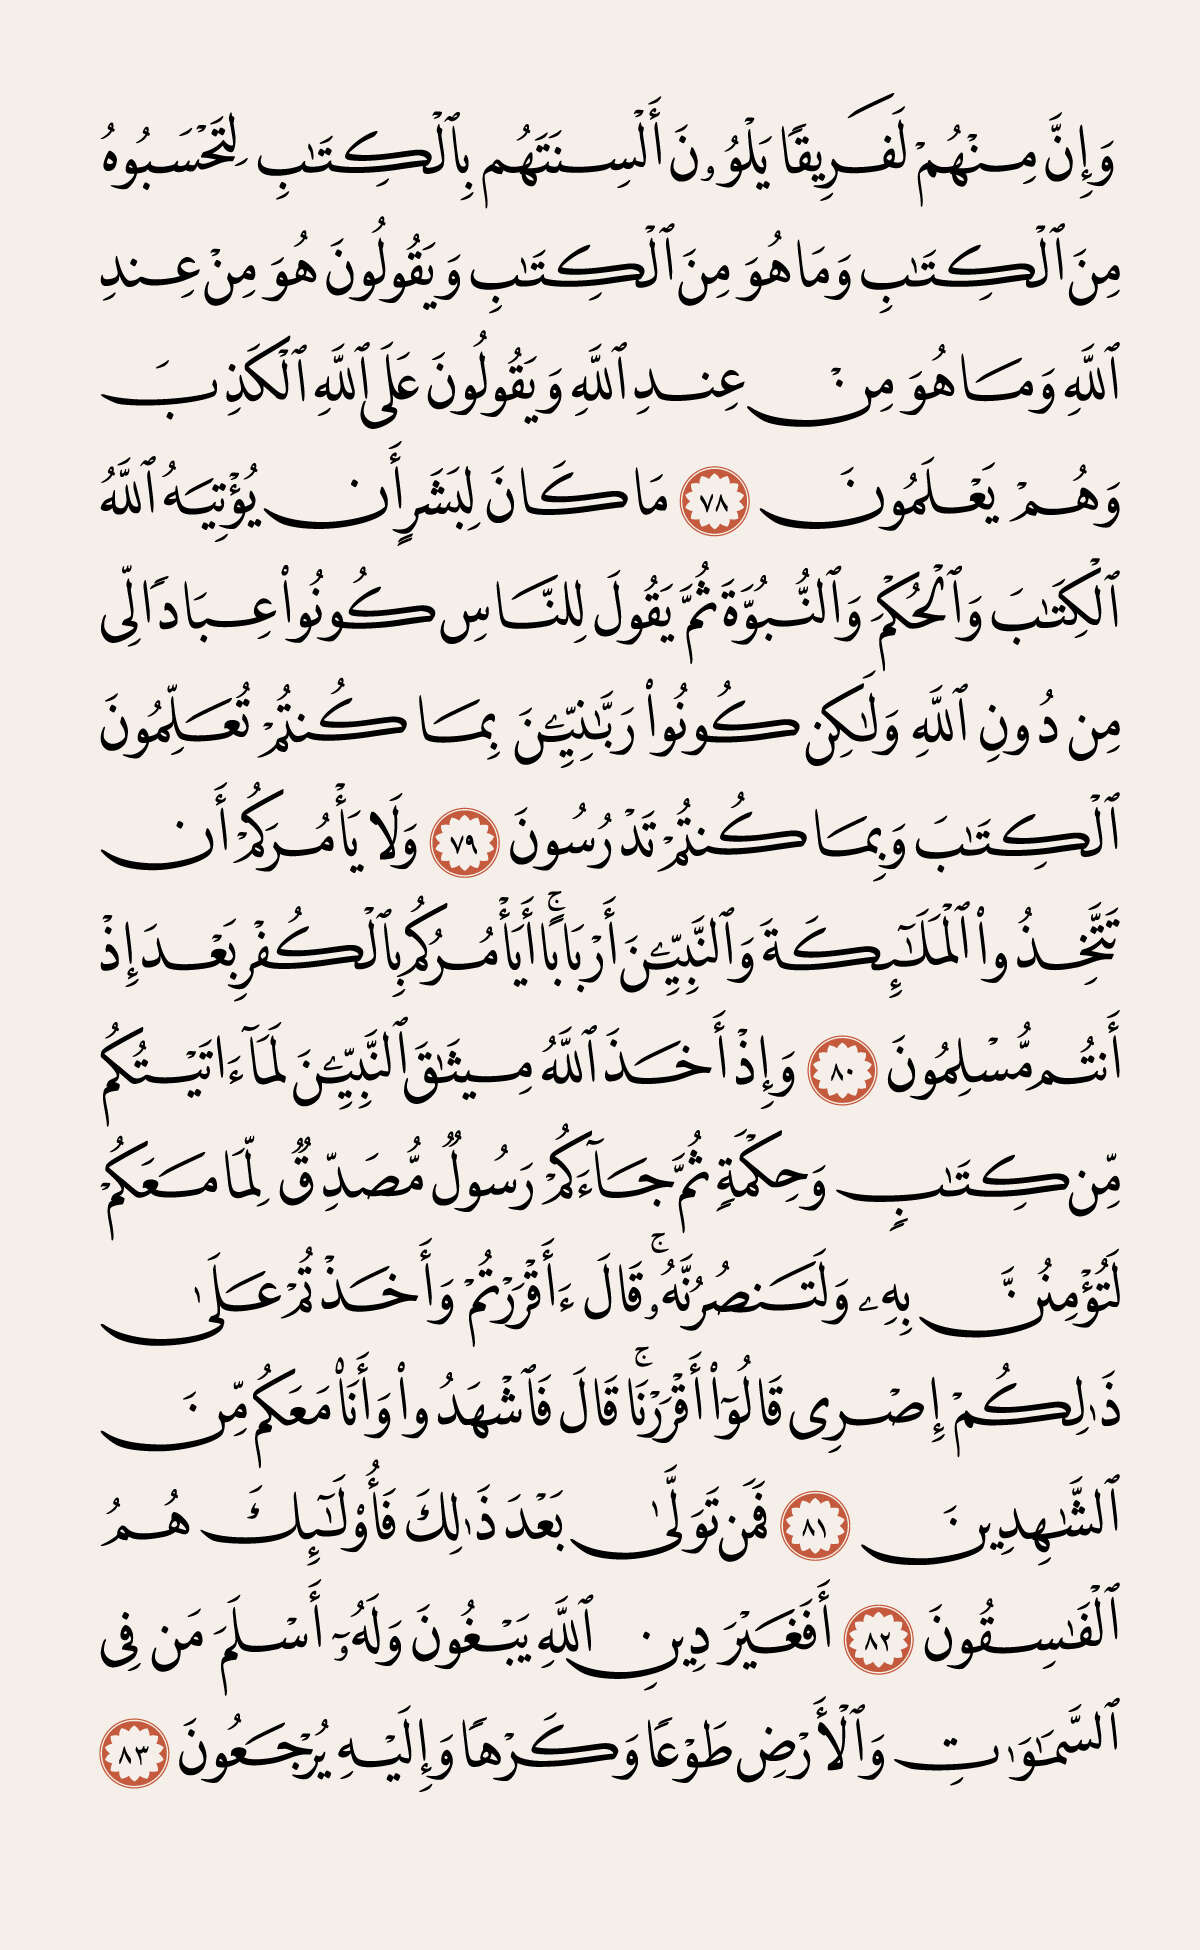 وَإِنَّ مِنْهُمْ لَفَرِيقًا يَلْوُۥنَ أَلْسِنَتَهُم بِٱلْكِتَٰبِ لِتَحْسَبُوهُ
مِنَ ٱلْكِتَٰبِ وَمَا هُوَ مِنَ ٱلْكِتَٰبِ وَيَقُولُونَ هُوَ مِنْ عِندِ
ٱللَّهِ وَمَا هُوَ مِنْ عِندِ ٱللَّهِ وَيَقُولُونَ عَلَى ٱللَّهِ ٱلْكَذِبَ
وَهُمْ يَعْلَمُونَ ٧٨ مَا كَانَ لِبَشَرٍ أَن يُؤْتِيَهُ ٱللَّهُ
ٱلْكِتَٰبَ وَٱلْحُكْمَ وَٱلنُّبُوَّةَ ثُمَّ يَقُولَ لِلنَّاسِ كُونُوا۟ عِبَادًا لِّى
مِن دُونِ ٱللَّهِ وَلَٰكِن كُونُوا۟ رَبَّٰنِيِّۦنَ بِمَا كُنتُمْ تُعَلِّمُونَ
ٱلْكِتَٰبَ وَبِمَا كُنتُمْ تَدْرُسُونَ ٧٩ وَلَا يَأْمُرَكُمْ أَن
تَتَّخِذُوا۟ ٱلْمَلَٰٓئِكَةَ وَٱلنَّبِيِّۦنَ أَرْبَابًا ۚ أَيَأْمُرُكُم بِٱلْكُفْرِ بَعْدَ إِذْ
أَنتُم مُّسْلِمُونَ ٨٠ وَإِذْ أَخَذَ ٱللَّهُ مِيثَٰقَ ٱلنَّبِيِّۦنَ لَمَآ ءَاتَيْتُكُم
مِّن كِتَٰبٍ وَحِكْمَةٍ ثُمَّ جَآءَكُمْ رَسُولٌ مُّصَدِّقٌ لِّمَا مَعَكُمْ
لَتُؤْمِنُنَّ بِهِۦ وَلَتَنصُرُنَّهُۥ ۚ قَالَ ءَأَقْرَرْتُمْ وَأَخَذْتُمْ عَلَىٰ
ذَٰلِكُمْ إِصْرِى قَالُوٓا۟ أَقْرَرْنَا ۚ قَالَ فَٱشْهَدُوا۟ وَأَنَا۠ مَعَكُم مِّنَ
ٱلشَّٰهِدِينَ ٨١ فَمَن تَوَلَّىٰ بَعْدَ ذَٰلِكَ فَأُو۟لَٰٓئِكَ هُمُ
ٱلْفَٰسِقُونَ ٨٢ أَفَغَيْرَ دِينِ ٱللَّهِ يَبْغُونَ وَلَهُۥٓ أَسْلَمَ مَن فِى
ٱلسَّمَٰوَٰتِ وَٱلْأَرْضِ طَوْعًا وَكَرْهًا وَإِلَيْهِ يُرْجَعُونَ ٨٣